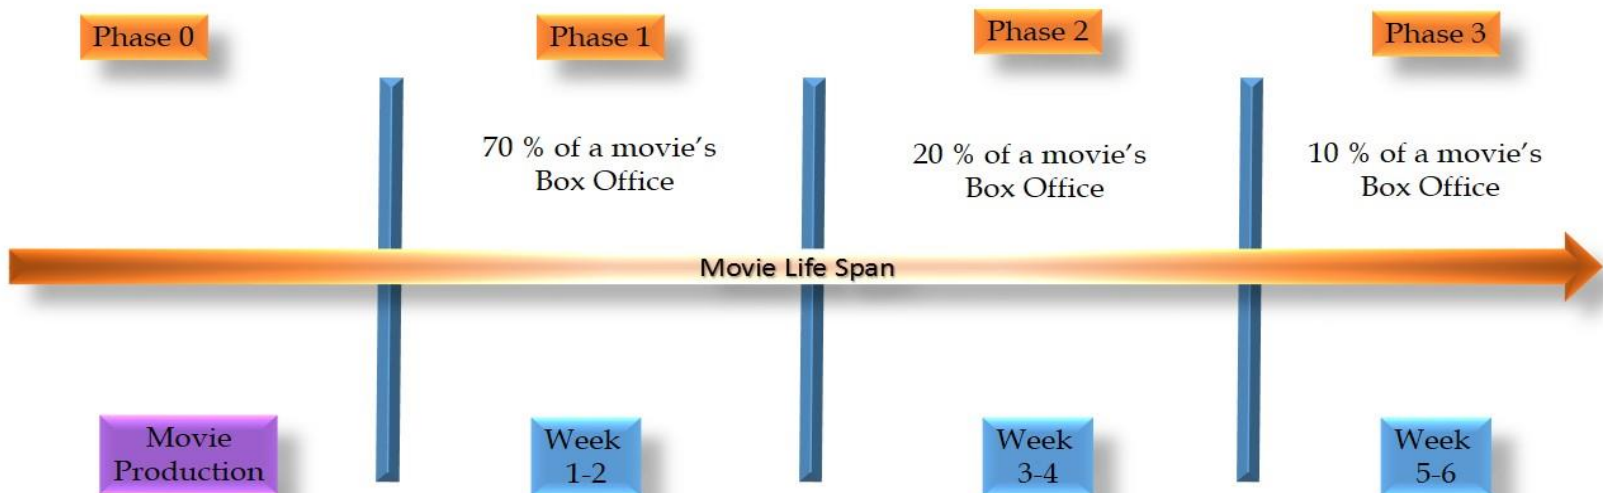 Phase 0
Phase 1
Phase 2
Phase 3
70 % of a movie's
Box Office
20 % of a movie's
Box Office
10 % of a movie's
Box Office
Movie Life Span
Movie
Production
Week
1-2
Week
3-4
Week
5-6